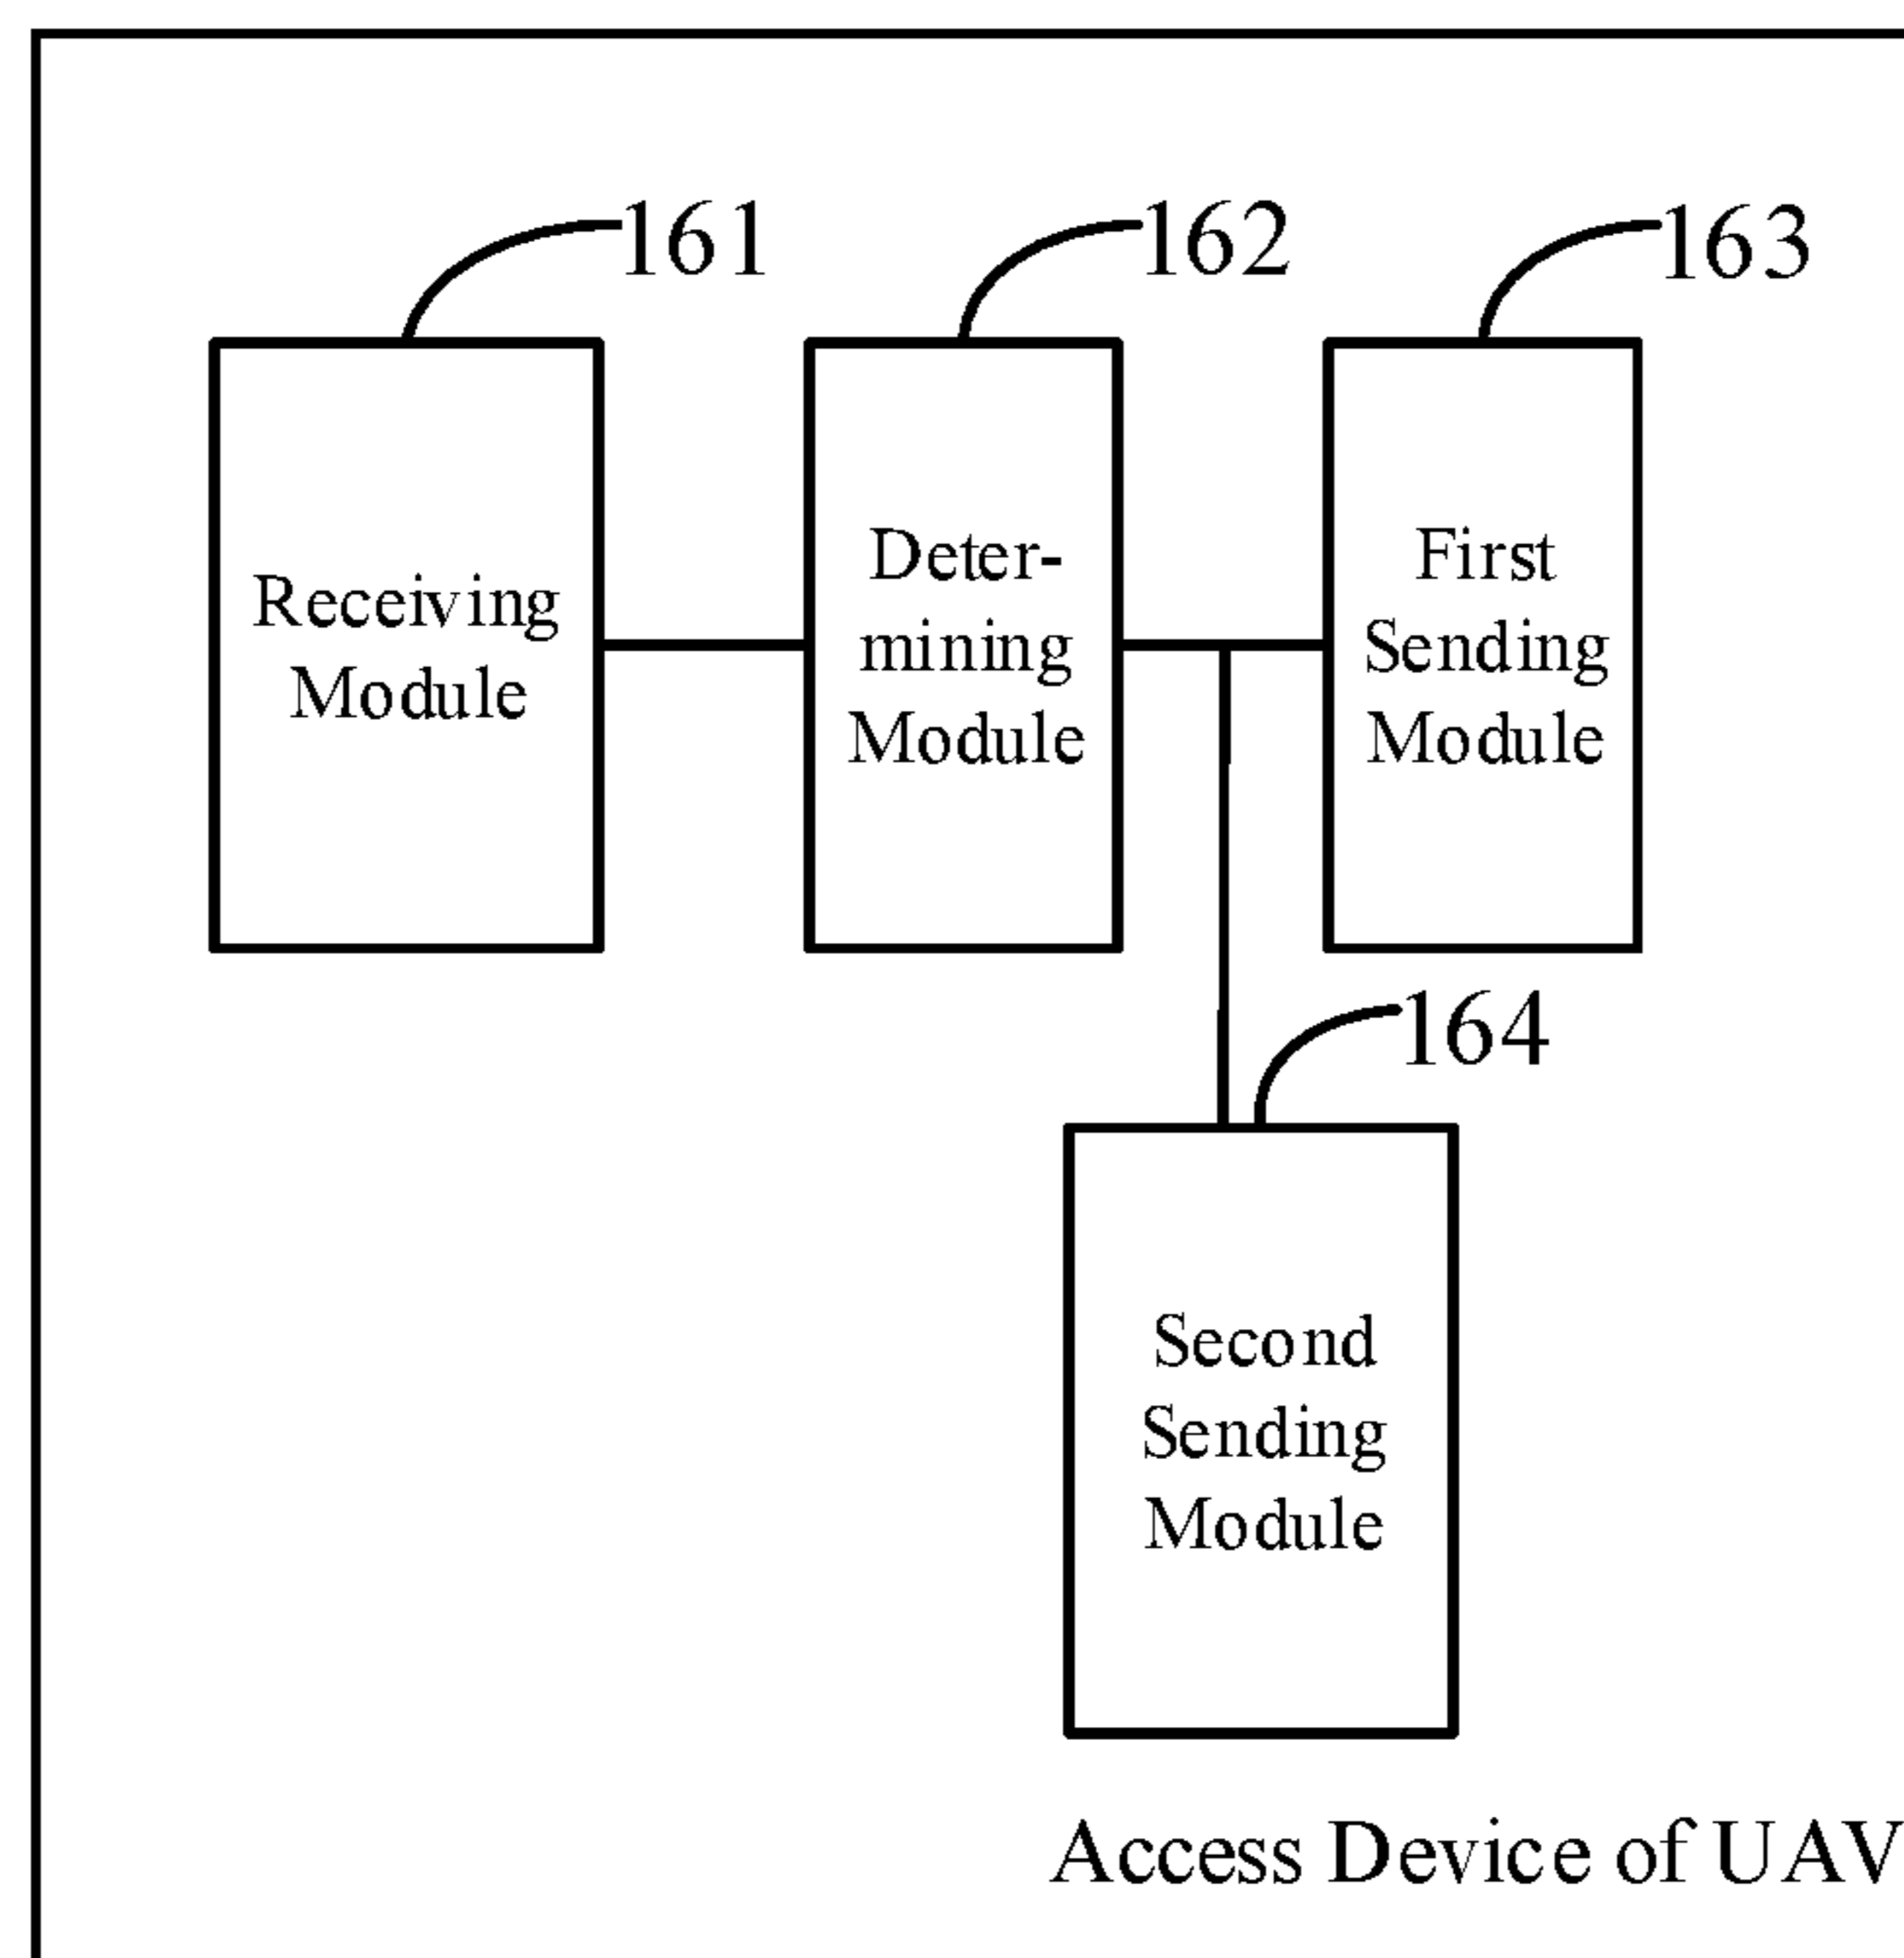 161
162
163
Receiving
Module
Deter-
mining
Module
First
Sending
Module
164
Second
Sending
Module
Access Device of UAV